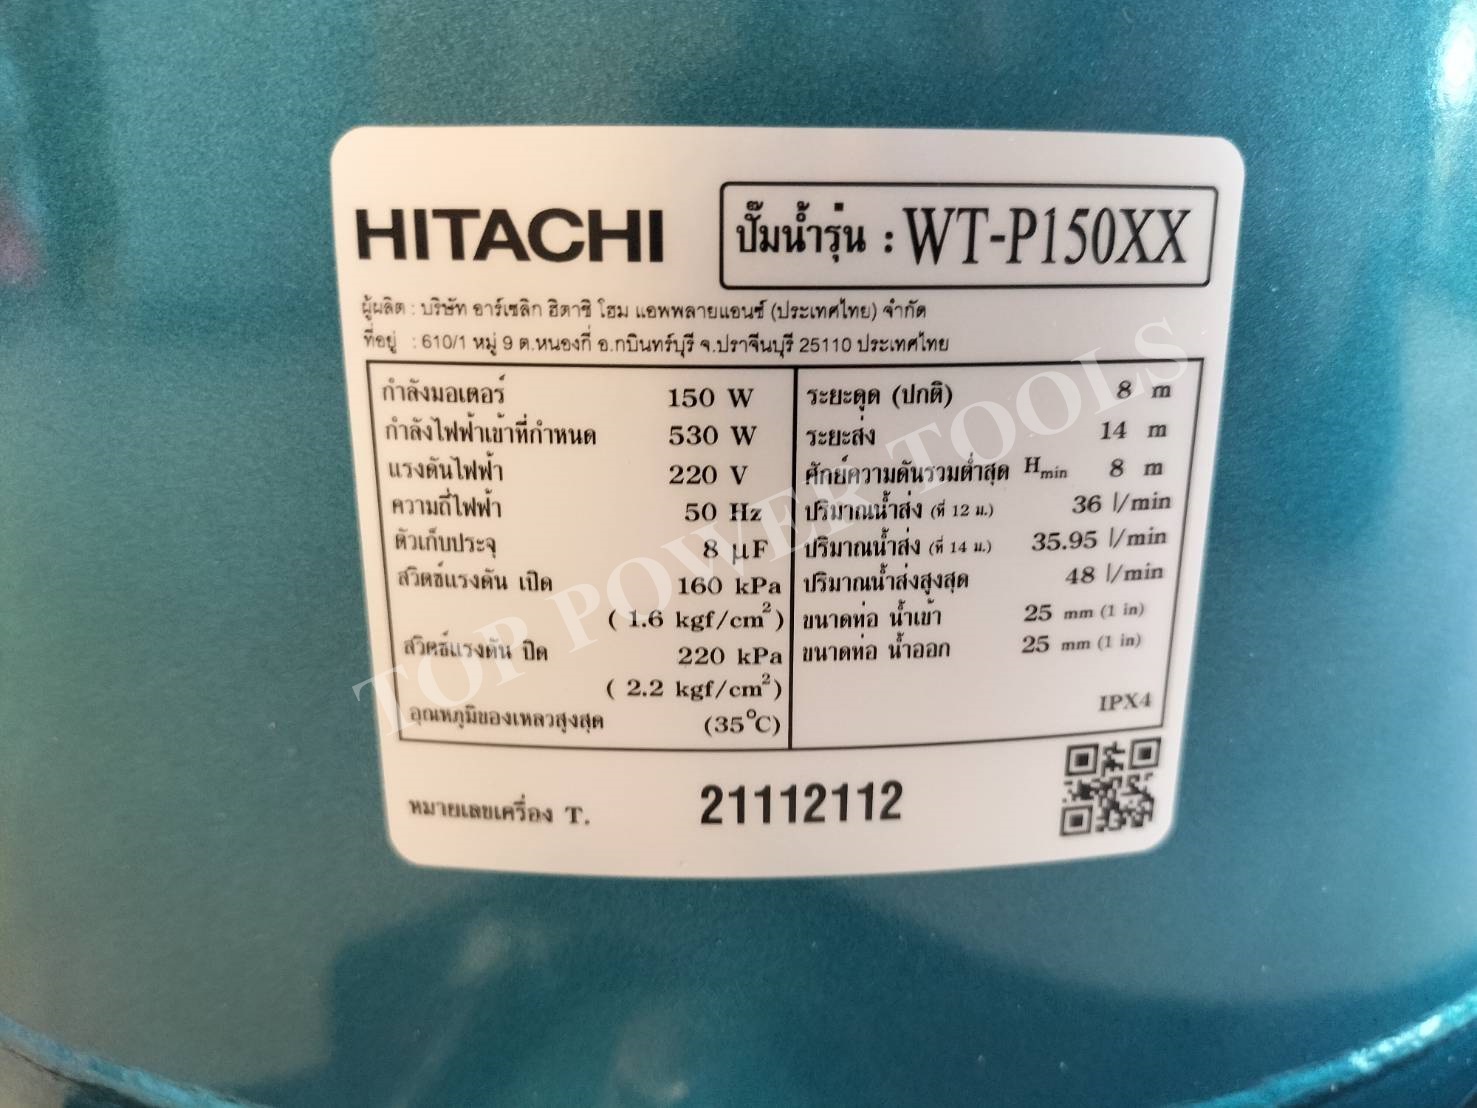 HITACHI
ปั๊มน้ำรุ่น : WT-P150XX
ผู้ผลิต : บริษัท อาร์เซลิก ฮิตาชิ โฮม แอพพลายแอนซ์ (ประเทศไทย) จำกัด
ที่อยู่ : 610/1 หมู่ 9 ต.หนองกี่ อ.กบินทร์บุรี จ.ปราจีนบุรี 25110 ประเทศไทย
กำลังมอเตอร์ 150 W
กำลังไฟฟ้าเข้าที่กำหนด 530 W
แรงดันไฟฟ้า 220 V
ความถี่ไฟฟ้า 50 Hz
ตัวเก็บประจุ 8 µF
สวิตช์แรงดัน เปิด 160 kPa
( 1.6 kgf/cm²)
สวิตช์แรงดัน ปิด 220 kPa
( 2.2 kgf/cm²)
อุณหภูมิของเหลวสูงสุด (35°C)
ระยะดูด (ปกติ) 8 m
ระยะส่ง 14 m
ศักย์ความดันรวมต่ำสุด Hmin 8 m
ปริมาณน้ำส่ง (ที่ 12 ม.) 36 l/min
ปริมาณน้ำส่ง (ที่ 14 ม.) 35.95 l/min
ปริมาณน้ำส่งสูงสุด 48 l/min
ขนาดท่อ น้ำเข้า 25 mm (1 in)
ขนาดท่อ น้ำออก 25 mm (1 in)
IPX4
หมายเลขเครื่อง T. 21112112
TOP POWER TOOLS